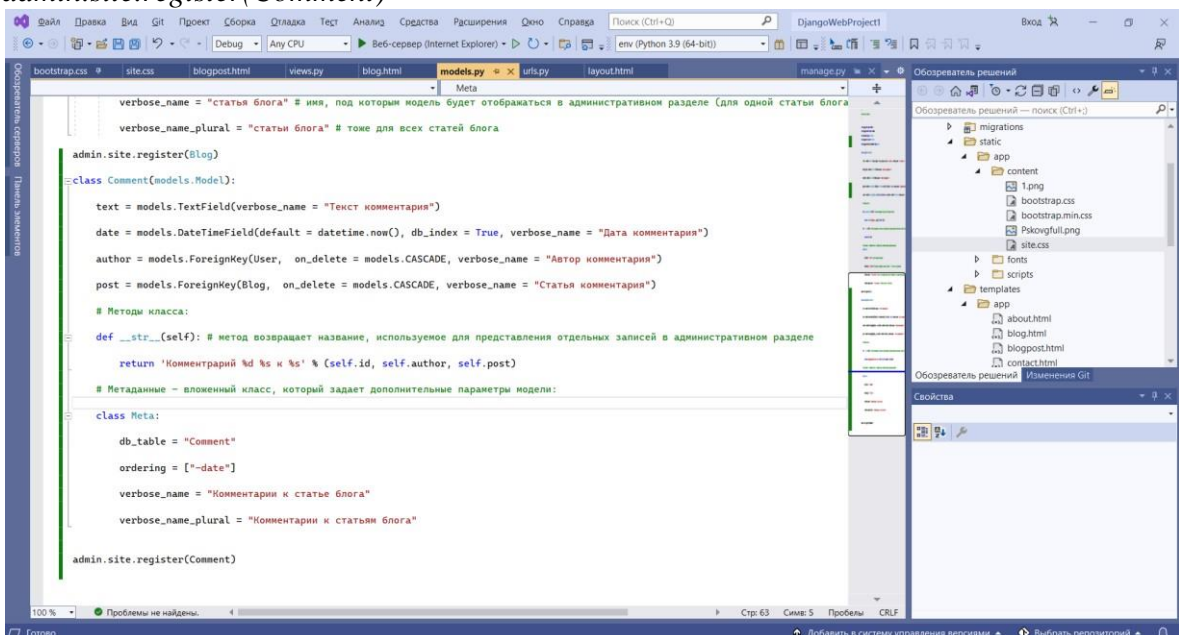 admin.site.register(Comment)
Файл Правка Вид Git Проект Сборка Отладка Тест Анализ Средства Расширения Окно Справка Поиск (Ctrl+Q) DjangoWebProject1 Вход
Debug Any CPU Веб-сервер (Internet Explorer) env (Python 3.9 (64-bit))
bootstrap.css site.css blogpost.html views.py blog.html models.py urls.py layout.html manage.py
Meta
verbose_name = "статья блога" # имя, под которым модель будет отображаться в административном разделе (для одной статьи блога
verbose_name_plural = "статьи блога" # тоже для всех статей блога
admin.site.register(Blog)
class Comment(models.Model):
text = models.TextField(verbose_name = "Текст комментария")
date = models.DateTimeField(default = datetime.now(), db_index = True, verbose_name = "Дата комментария")
author = models.ForeignKey(User, on_delete = models.CASCADE, verbose_name = "Автор комментария")
post = models.ForeignKey(Blog, on_delete = models.CASCADE, verbose_name = "Статья комментария")
# Методы класса:
def __str__(self): # метод возвращает название, используемое для представления отдельных записей в административном разделе
return 'Комментрарий %d %s к %s' % (self.id, self.author, self.post)
# Метаданные – вложенный класс, который задает дополнительные параметры модели:
class Meta:
db_table = "Comment"
ordering = ["-date"]
verbose_name = "Комментарии к статье блога"
verbose_name_plural = "Комментарии к статьям блога"
admin.site.register(Comment)
100 % Проблемы не найдены. Стр: 63 Симв: 5 Пробелы CRLF
Обозреватель серверов
Панель элементов
Обозреватель решений
Обозреватель решений — поиск (Ctrl+;)
migrations
static
app
content
1.png
bootstrap.css
bootstrap.min.css
Pskovgfull.png
site.css
fonts
scripts
templates
app
about.html
blog.html
blogpost.html
contact.html
Обозреватель решений Изменения Git
Свойства
Готово Добавить в систему управления версиями Выбрать репозиторий